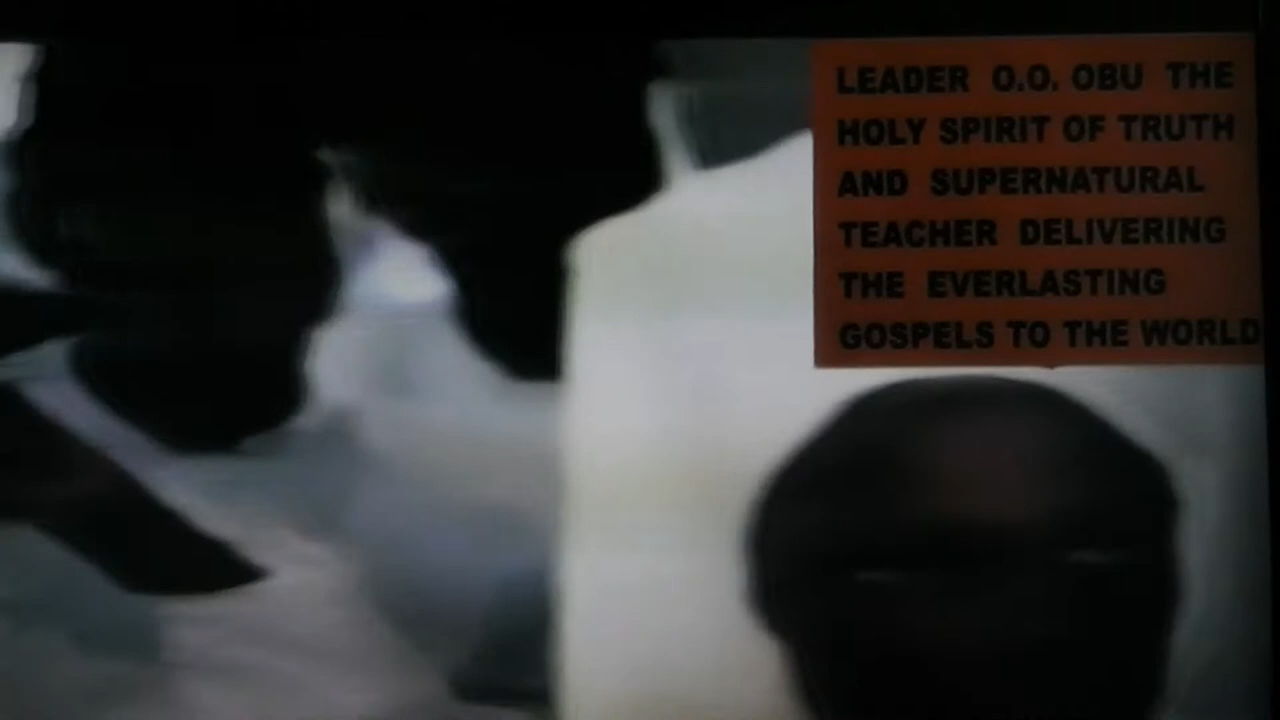 LEADER O.O. OBU THE
HOLY SPIRIT OF TRUTH
AND SUPERNATURAL
TEACHER DELIVERING
THE EVERLASTING
GOSPELS TO THE WORLD